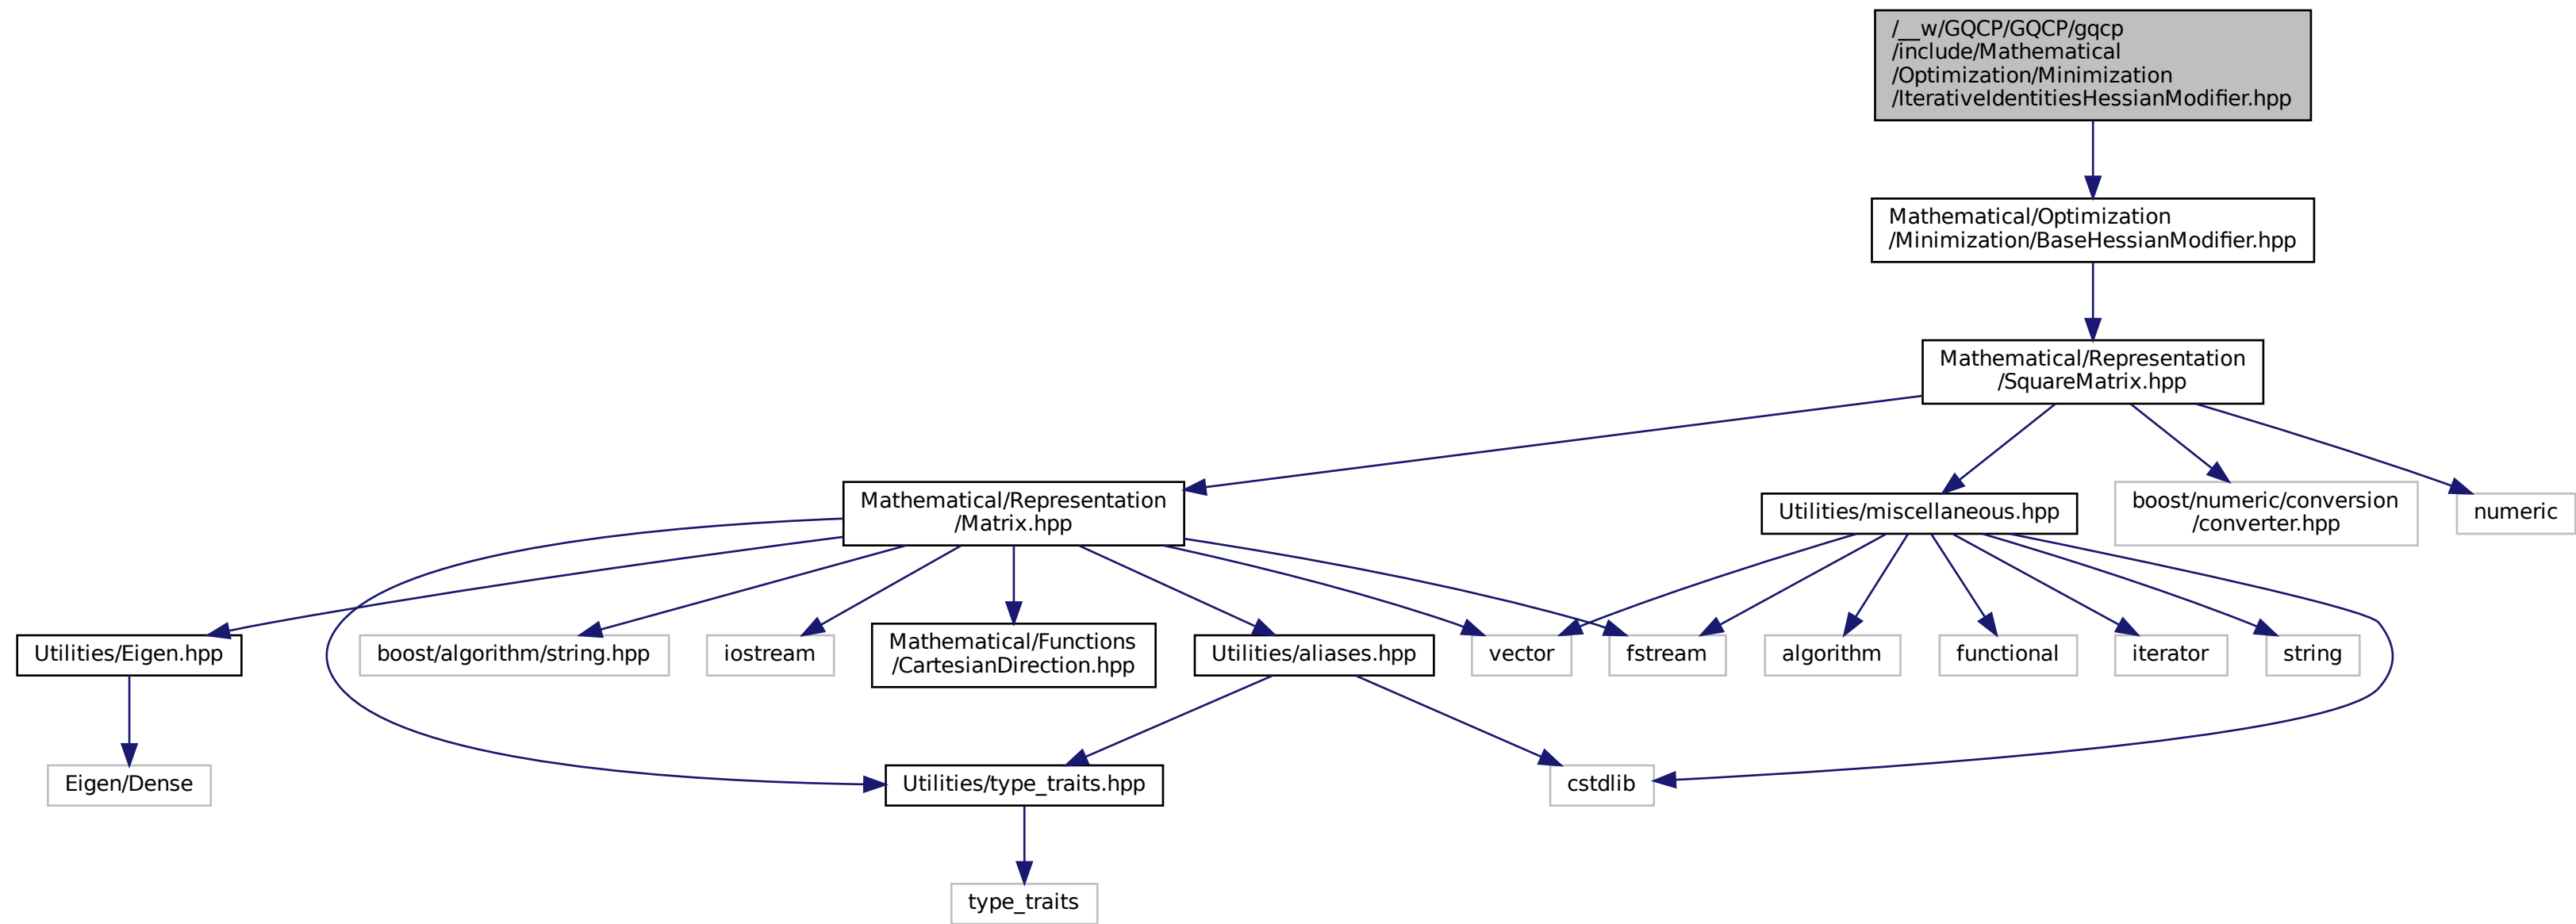 /__w/GQCP/GQCP/gqcp
/include/Mathematical
/Optimization/Minimization
/IterativeIdentitiesHessianModifier.hpp
Mathematical/Optimization
/Minimization/BaseHessianModifier.hpp
Mathematical/Representation
/SquareMatrix.hpp
Mathematical/Representation
/Matrix.hpp
Utilities/miscellaneous.hpp
boost/numeric/conversion
/converter.hpp
numeric
Utilities/Eigen.hpp
boost/algorithm/string.hpp
iostream
Mathematical/Functions
/CartesianDirection.hpp
Utilities/aliases.hpp
vector
fstream
algorithm
functional
iterator
string
Eigen/Dense
Utilities/type_traits.hpp
cstdlib
type_traits